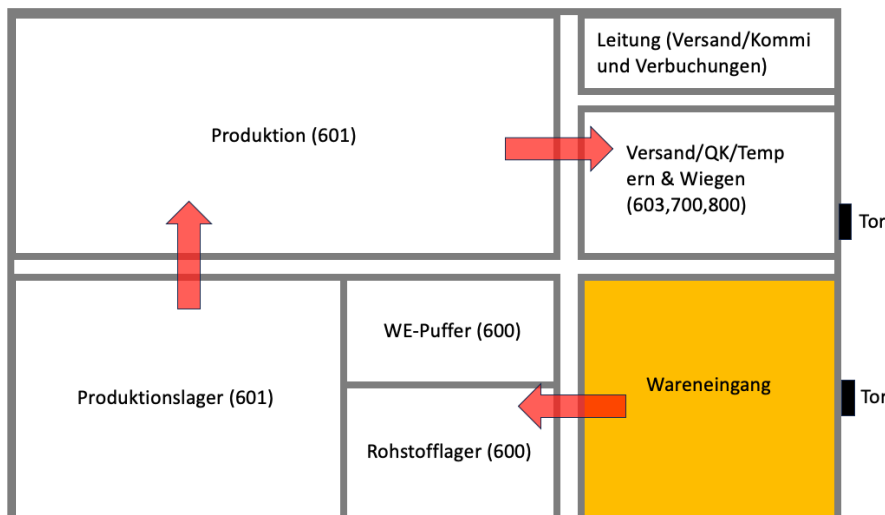 Leitung (Versand/Kommi
und Verbuchungen)
Produktion (601)
Versand/QK/Temp
ern & Wiegen
(603,700,800)
Tor
WE-Puffer (600)
Wareneingang
Produktionslager (601)
Tor
Rohstofflager (600)